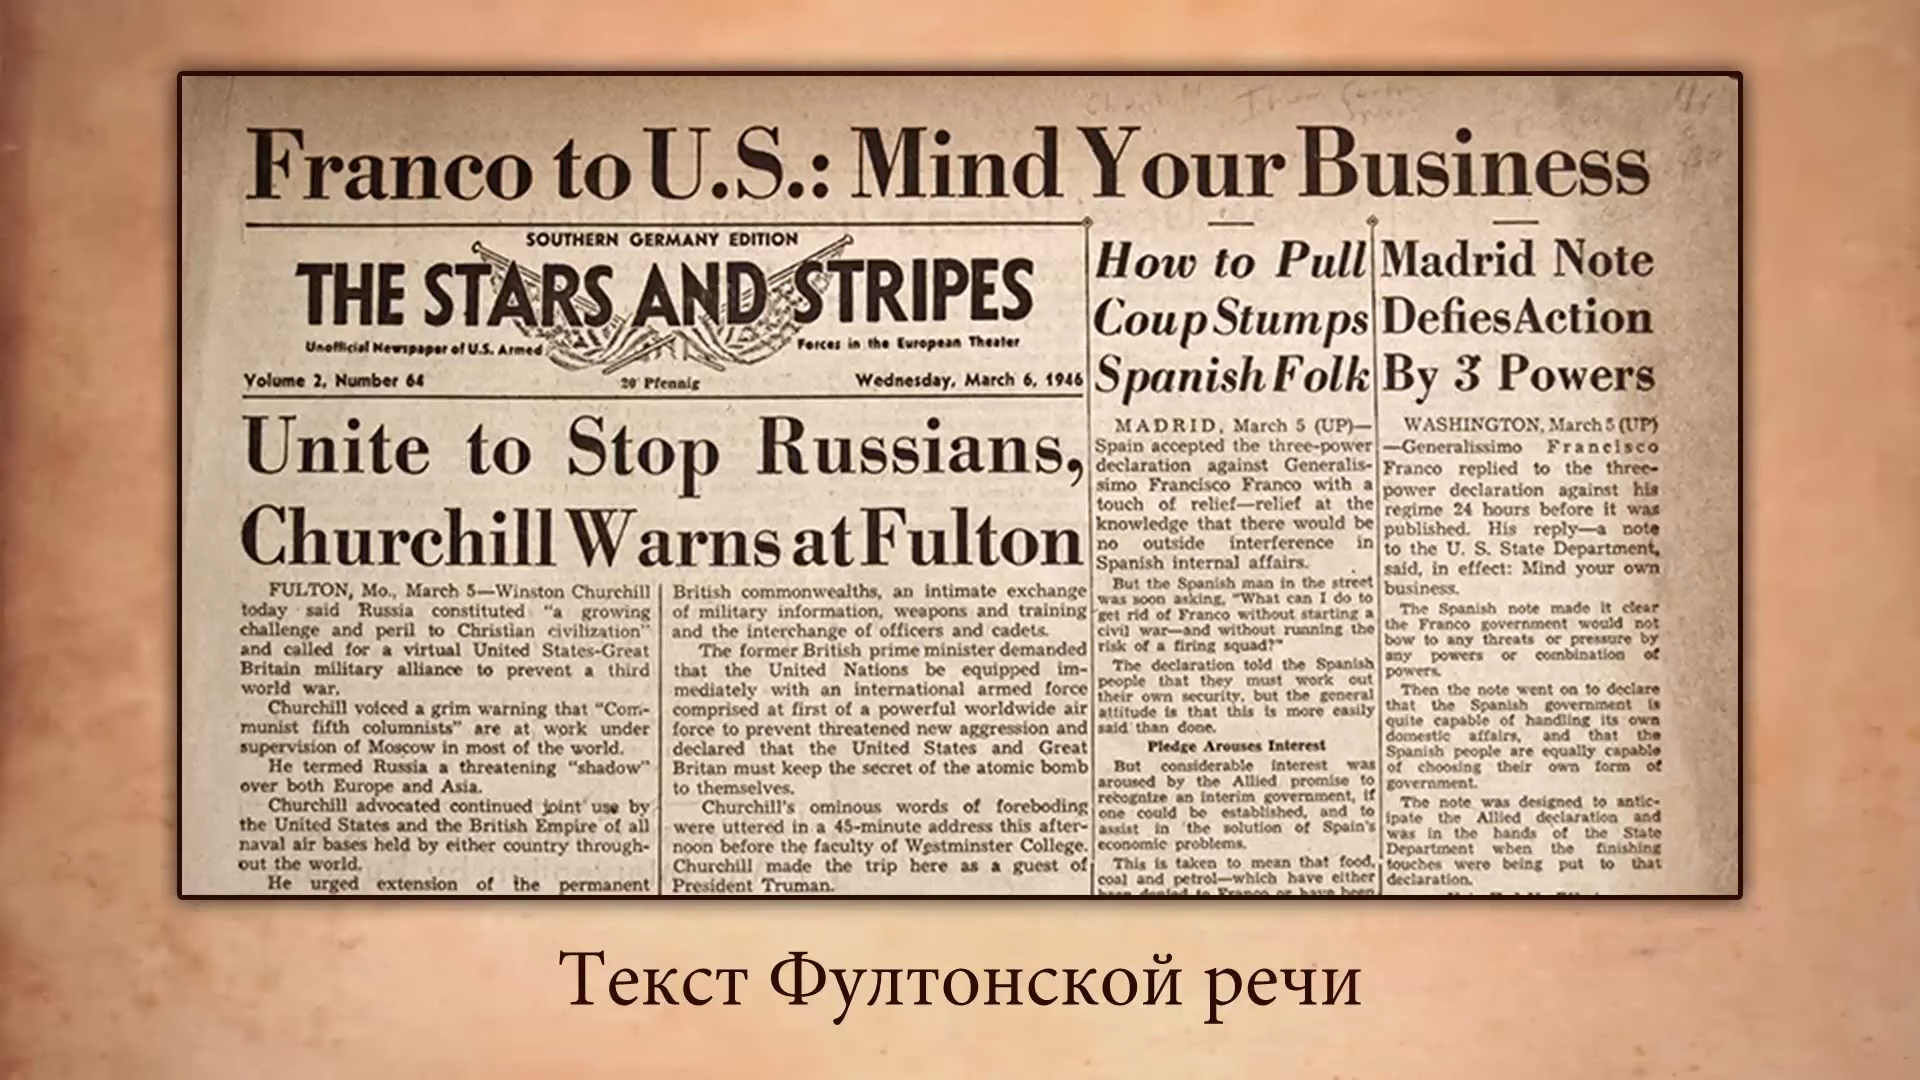 Franco to U.S.: Mind Your Business
SOUTHERN GERMANY EDITION
THE STARS AND STRIPES
Unofficial Newspaper of U.S. Armed Forces in the European Theater
Volume 2, Number 64 20 Pfennig Wednesday, March 6, 1946
Unite to Stop Russians,
Churchill Warns at Fulton
FULTON, Mo., March 5—Winston Churchill
today said Russia constituted "a growing
challenge and peril to Christian civilization"
and called for a virtual United States-Great
Britain military alliance to prevent a third
world war.
Churchill voiced a grim warning that "Com-
munist fifth columnists" are at work under
supervision of Moscow in most of the world.
He termed Russia a threatening "shadow"
over both Europe and Asia.
Churchill advocated continued joint use by
the United States and the British Empire of all
naval air bases held by either country through-
out the world.
He urged extension of the permanent
British commonwealths, an intimate exchange
of military information, weapons and training
and the interchange of officers and cadets.
The former British prime minister demanded
that the United Nations be equipped im-
mediately with an international armed force
comprised at first of a powerful worldwide air
force to prevent threatened new aggression and
declared that the United States and Great
Britan must keep the secret of the atomic bomb
to themselves.
Churchill's ominous words of foreboding
were uttered in a 45-minute address this after-
noon before the faculty of Westminster College.
Churchill made the trip here as a guest of
President Truman.
How to Pull
Coup Stumps
Spanish Folk
MADRID, March 5 (UP)—
Spain accepted the three-power
declaration against Generalis-
simo Francisco Franco with a
touch of relief—relief at the
knowledge that there would be
no outside interference in
Spanish internal affairs.
But the Spanish man in the street
was soon asking, "What can I do to
get rid of Franco without starting a
civil war—and without running the
risk of a firing squad?"
The declaration told the Spanish
people that they must work out
their own security, but the general
attitude is that this is more easily
said than done.
Pledge Arouses Interest
But considerable interest was
aroused by the Allied promise to
recognize an interim government, if
one could be established, and to
assist in the solution of Spain's
economic problems.
This is taken to mean that food,
coal and petrol—which have either
been denied to Franco or have been
Madrid Note
Defies Action
By 3 Powers
WASHINGTON, March 5 (UP)
—Generalissimo Francisco
Franco replied to the three-
power declaration against his
regime 24 hours before it was
published. His reply—a note
to the U. S. State Department,
said, in effect: Mind your own
business.
The Spanish note made it clear
the Franco government would not
bow to any threats or pressure by
any powers or combination of
powers.
Then the note went on to declare
that the Spanish government is
quite capable of handling its own
domestic affairs, and that the
Spanish people are equally capable
of choosing their own form of
government.
The note was designed to antic-
ipate the Allied declaration and
was in the hands of the State
Department when the finishing
touches were being put to that
declaration.
Текст Фултонской речи